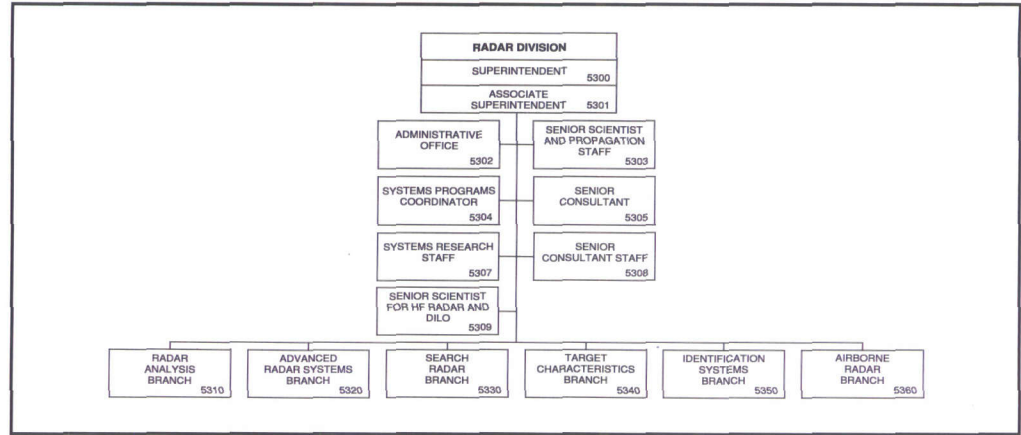 RADAR DIVISION
SUPERINTENDENT 5300
ASSOCIATE
SUPERINTENDENT 5301
ADMINISTRATIVE
OFFICE
5302
SENIOR SCIENTIST
AND PROPAGATION
STAFF 5303
SYSTEMS PROGRAMS
COORDINATOR
5304
SENIOR
CONSULTANT
5305
SYSTEMS RESEARCH
STAFF
5307
SENIOR
CONSULTANT STAFF
5308
SENIOR SCIENTIST
FOR HF RADAR AND
DILO 5309
RADAR
ANALYSIS
BRANCH 5310
ADVANCED
RADAR SYSTEMS
BRANCH 5320
SEARCH
RADAR
BRANCH 5330
TARGET
CHARACTERISTICS
BRANCH 5340
IDENTIFICATION
SYSTEMS
BRANCH 5350
AIRBORNE
RADAR
BRANCH 5360